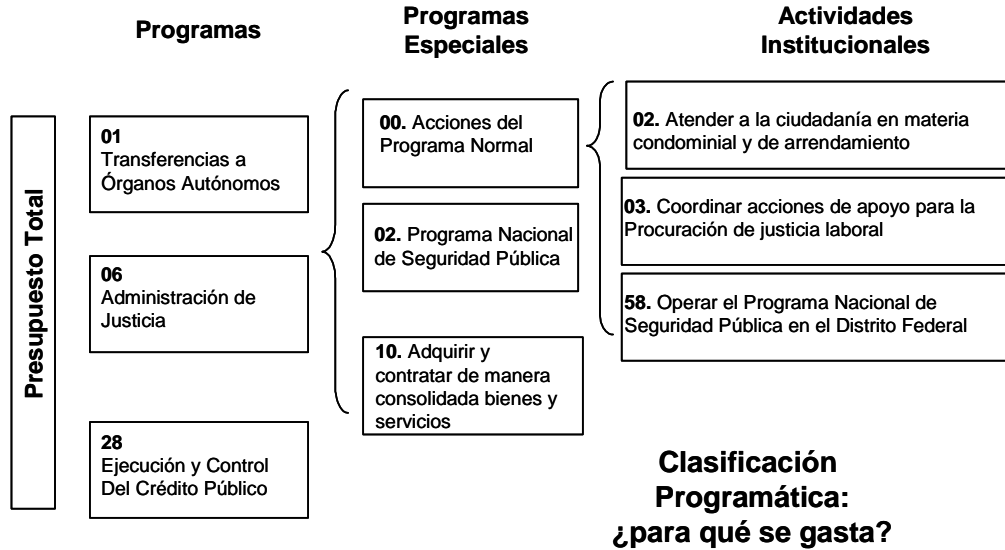 Programas
Programas
Especiales
Actividades
Institucionales
Presupuesto Total
01
Transferencias a
Órganos Autónomos
06
Administración de
Justicia
28
Ejecución y Control
Del Crédito Público
00. Acciones del
Programa Normal
02. Programa Nacional
de Seguridad Pública
10. Adquirir y
contratar de manera
consolidada bienes y
servicios
02. Atender a la ciudadanía en materia
condominial y de arrendamiento
03. Coordinar acciones de apoyo para la
Procuración de justicia laboral
58. Operar el Programa Nacional de
Seguridad Pública en el Distrito Federal
Clasificación
Programática:
¿para qué se gasta?